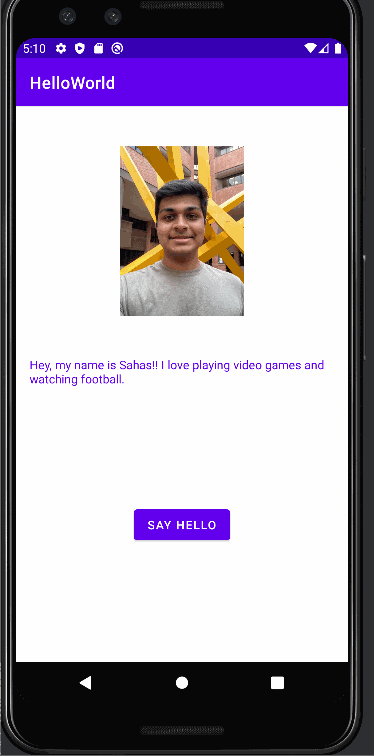 5:10
HelloWorld
Hey, my name is Sahas!! I love playing video games and
watching football.
SAY HELLO